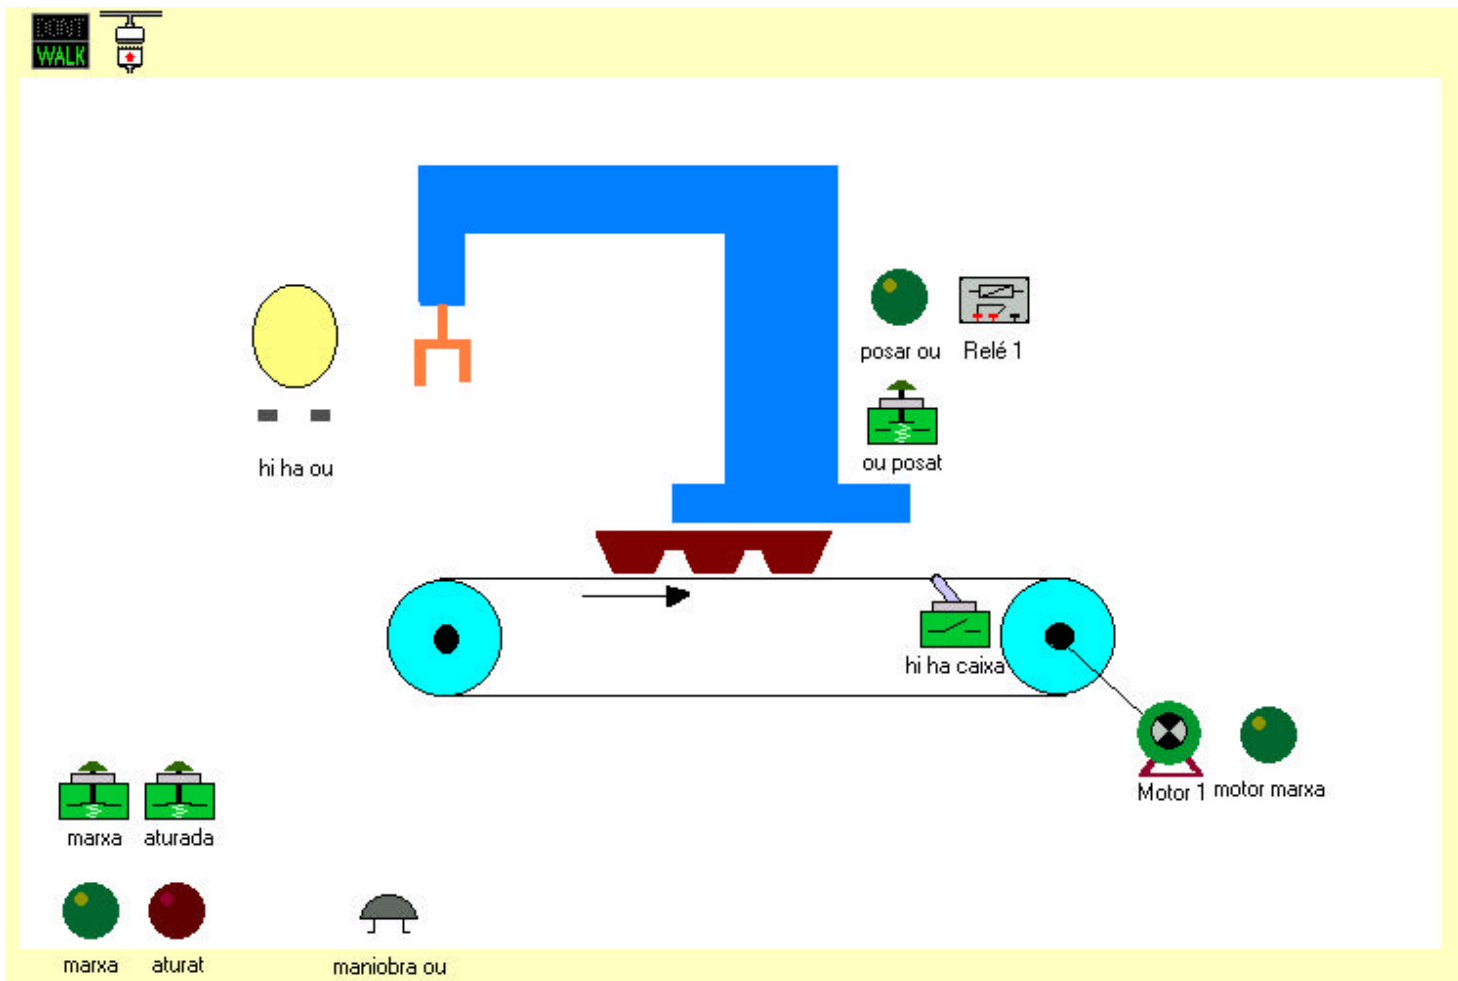 DONT
WALK
posar ou
Relé 1
ou posat
hi ha ou
hi ha caixa
Motor 1
motor marxa
marxa
aturada
marxa
aturat
maniobra ou